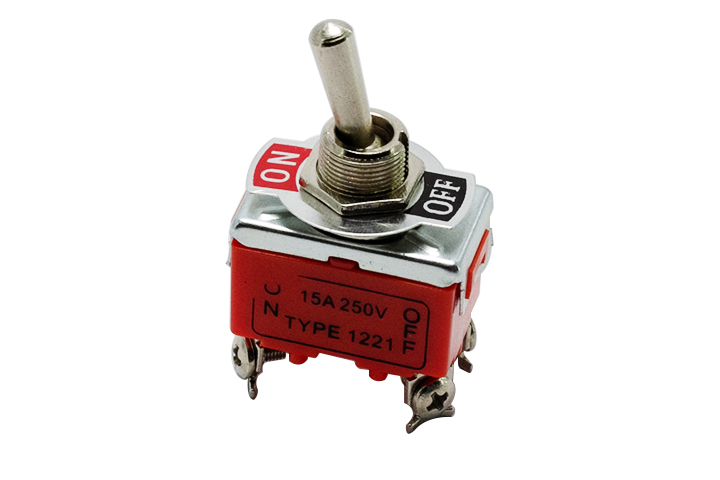 ON
OFF
ON
15A 250V
TYPE 1221
OFF